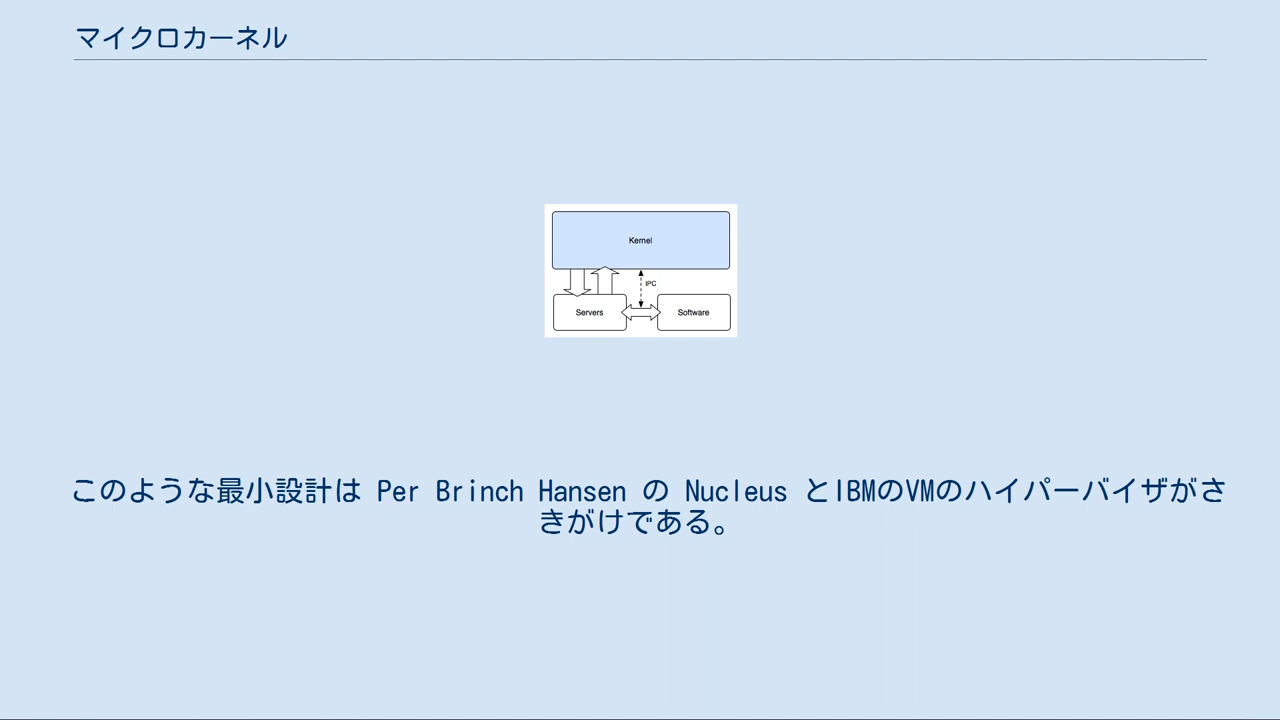 マイクロカーネル
Kernel
IPC
Servers
Software
このような最小設計は Per Brinch Hansen の Nucleus とIBMのVMのハイパーバイザがさ
きがけである。